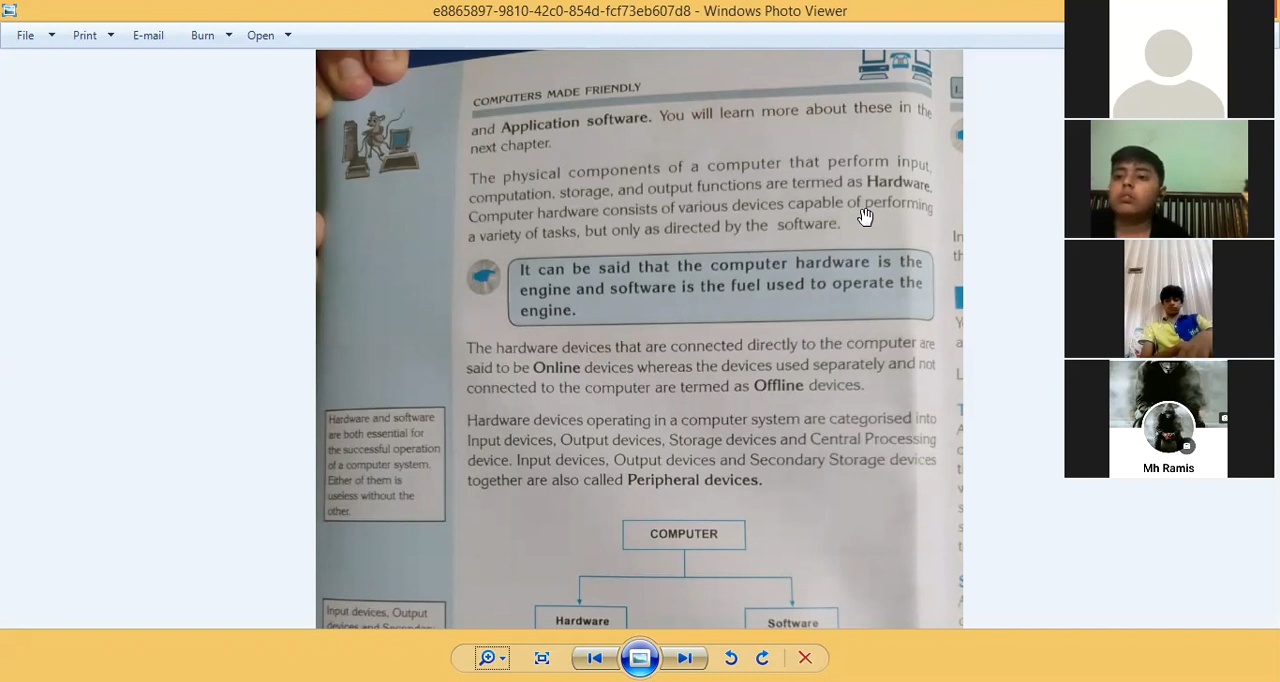 e8865897-9810-42c0-854d-fcf73eb607d8 - Windows Photo Viewer
File Print E-mail Burn Open
COMPUTERS MADE FRIENDLY
and Application software. You will learn more about these in the
next chapter.
The physical components of a computer that perform input,
computation, storage, and output functions are termed as Hardware.
Computer hardware consists of various devices capable of performing
a variety of tasks, but only as directed by the software.
It can be said that the computer hardware is the
engine and software is the fuel used to operate the
engine.
The hardware devices that are connected directly to the computer are
said to be Online devices whereas the devices used separately and not
connected to the computer are termed as Offline devices.
Hardware devices operating in a computer system are categorised into
Input devices, Output devices, Storage devices and Central Processing
device. Input devices, Output devices and Secondary Storage devices
together are also called Peripheral devices.
Hardware and software
are both essential for
the successful operation
of a computer system.
Either of them is
useless without the
other.
COMPUTER
Hardware
Software
Input devices, Output
devices and Secondary
Mh Ramis